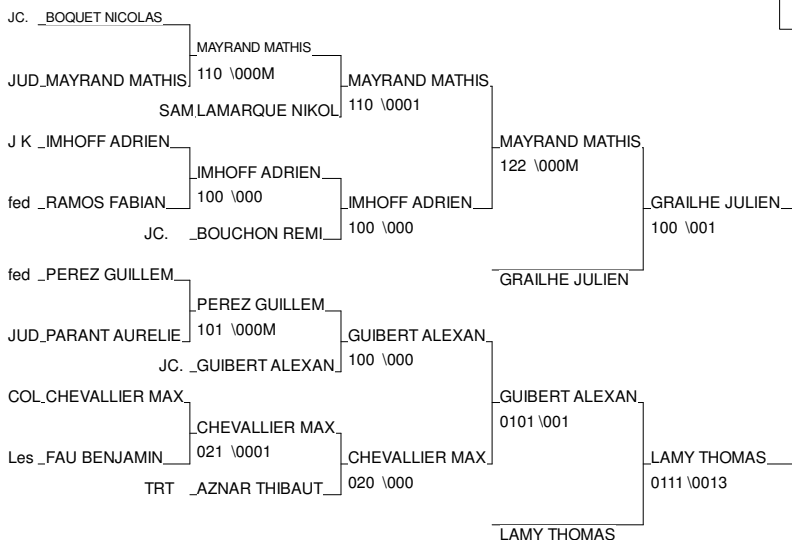 JC. BOQUET NICOLAS
MAYRAND MATHIS
JUD MAYRAND MATHIS
110 \000M
MAYRAND MATHIS
SAM LAMARQUE NIKOL
110 \0001
J K IMHOFF ADRIEN
MAYRAND MATHIS
122 \000M
IMHOFF ADRIEN
fed RAMOS FABIAN
100 \000
IMHOFF ADRIEN
GRAILHE JULIEN
JC. BOUCHON REMI
100 \000
100 \001
fed PEREZ GUILLEM
GRAILHE JULIEN
PEREZ GUILLEM
JUD PARANT AURELIE
101 \000M
GUIBERT ALEXAN
JC. GUIBERT ALEXAN
100 \000
COL CHEVALLIER MAX
GUIBERT ALEXAN
0101 \001
CHEVALLIER MAX
Les FAU BENJAMIN
021 \0001
CHEVALLIER MAX
LAMY THOMAS
TRT AZNAR THIBAUT
020 \000
0111 \0013
LAMY THOMAS